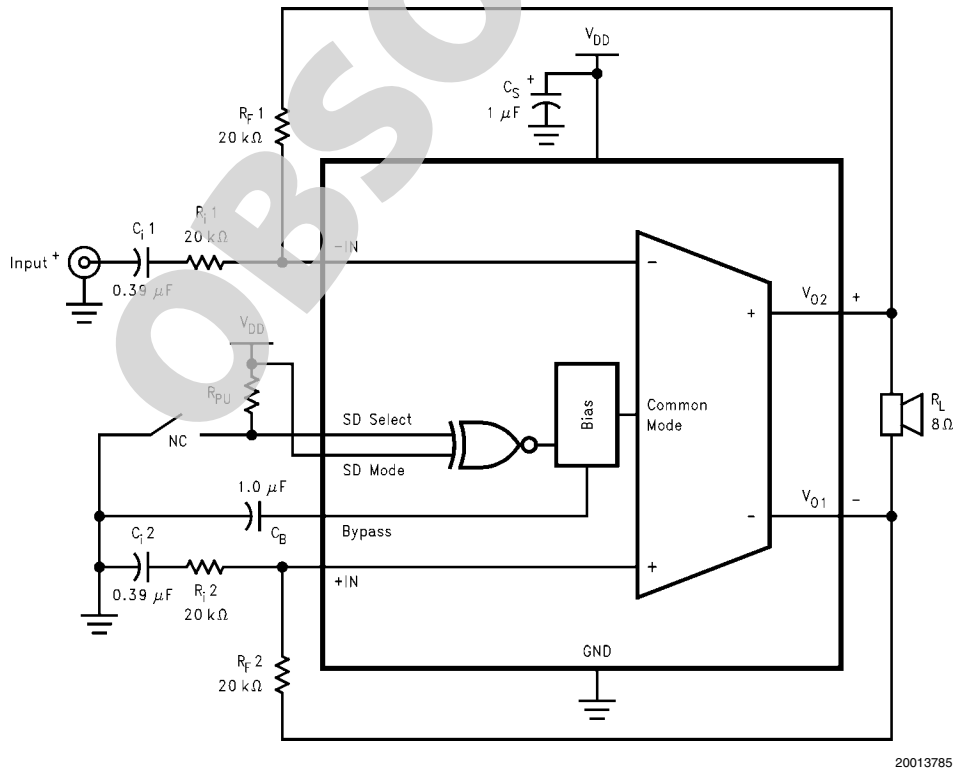 V_DD
C_S +
1 μF
R_F 1
20 kΩ
C_i 1
R_i 1
20 kΩ
Input +
0.39 μF
-IN
-
V_O2 +
+
V_DD
R_PU
SD Select
NC
SD Mode
Bias
Common
Mode
R_L
8Ω
1.0 μF
C_B
Bypass
V_O1 -
-
C_i 2
0.39 μF
R_i 2
20 kΩ
+IN
+
R_F 2
20 kΩ
GND
20013785
OBSO